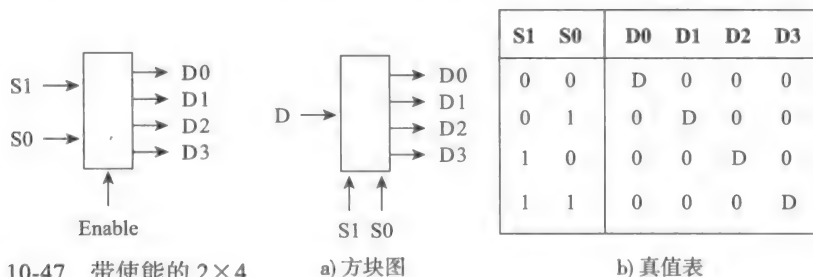 S1
S0
D0
D1
D2
D3
Enable
10-47 带使能的 2×4
D
D0
D1
D2
D3
S1 S0
a) 方块图
S1 S0 D0 D1 D2 D3
0 0 D 0 0 0
0 1 0 D 0 0
1 0 0 0 D 0
1 1 0 0 0 D
b) 真值表